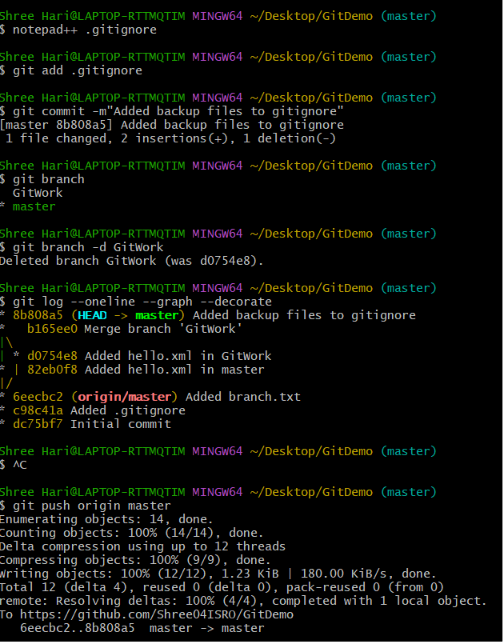 Shree Hari@LAPTOP-RTTMQTIM MINGW64 ~/Desktop/GitDemo (master)
$ notepad++ .gitignore

Shree Hari@LAPTOP-RTTMQTIM MINGW64 ~/Desktop/GitDemo (master)
$ git add .gitignore

Shree Hari@LAPTOP-RTTMQTIM MINGW64 ~/Desktop/GitDemo (master)
$ git commit -m"Added backup files to gitignore"
[master 8b808a5] Added backup files to gitignore
 1 file changed, 2 insertions(+), 1 deletion(-)

Shree Hari@LAPTOP-RTTMQTIM MINGW64 ~/Desktop/GitDemo (master)
$ git branch
  GitWork
* master

Shree Hari@LAPTOP-RTTMQTIM MINGW64 ~/Desktop/GitDemo (master)
$ git branch -d GitWork
Deleted branch GitWork (was d0754e8).

Shree Hari@LAPTOP-RTTMQTIM MINGW64 ~/Desktop/GitDemo (master)
$ git log --oneline --graph --decorate
* 8b808a5 (HEAD -> master) Added backup files to gitignore
*   b165ee0 Merge branch 'GitWork'
|\
| * d0754e8 Added hello.xml in GitWork
* | 82eb0f8 Added hello.xml in master
|/
* 6eecbc2 (origin/master) Added branch.txt
* c98c41a Added .gitignore
* dc75bf7 Initial commit

Shree Hari@LAPTOP-RTTMQTIM MINGW64 ~/Desktop/GitDemo (master)
$ ^C

Shree Hari@LAPTOP-RTTMQTIM MINGW64 ~/Desktop/GitDemo (master)
$ git push origin master
Enumerating objects: 14, done.
Counting objects: 100% (14/14), done.
Delta compression using up to 12 threads
Compressing objects: 100% (9/9), done.
Writing objects: 100% (12/12), 1.23 KiB | 180.00 KiB/s, done.
Total 12 (delta 4), reused 0 (delta 0), pack-reused 0 (from 0)
remote: Resolving deltas: 100% (4/4), completed with 1 local object.
To https://github.com/Shree04ISRO/GitDemo
   6eecbc2..8b808a5  master -> master